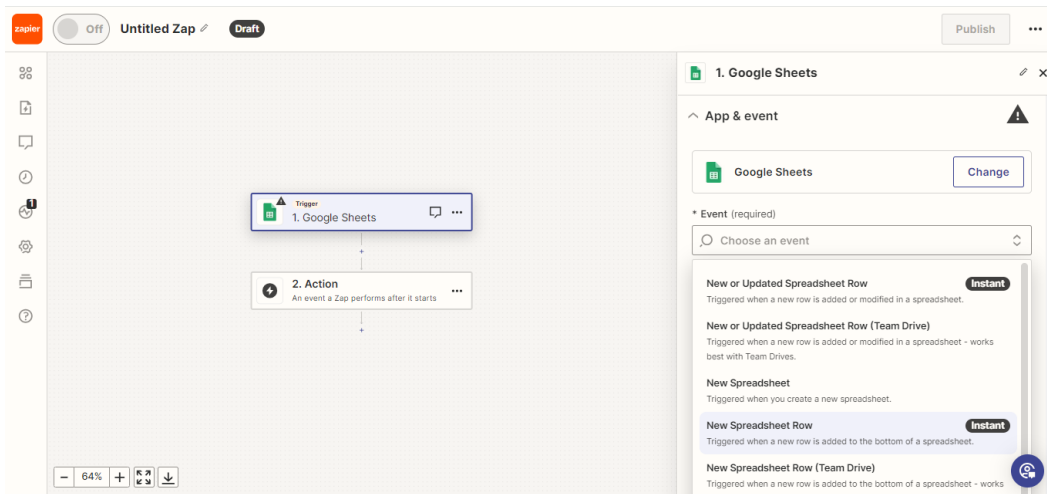 zapier
Off
Untitled Zap
Draft
Publish
1
Trigger
1. Google Sheets
2. Action
An event a Zap performs after it starts
64%
1. Google Sheets
App & event
Google Sheets
Change
* Event (required)
Choose an event
New or Updated Spreadsheet Row
Instant
Triggered when a new row is added or modified in a spreadsheet.
New or Updated Spreadsheet Row (Team Drive)
Triggered when a new row is added or modified in a spreadsheet - works
best with Team Drives.
New Spreadsheet
Triggered when you create a new spreadsheet.
New Spreadsheet Row
Instant
Triggered when a new row is added to the bottom of a spreadsheet.
New Spreadsheet Row (Team Drive)
Triggered when a new row is added to the bottom of a spreadsheet - works